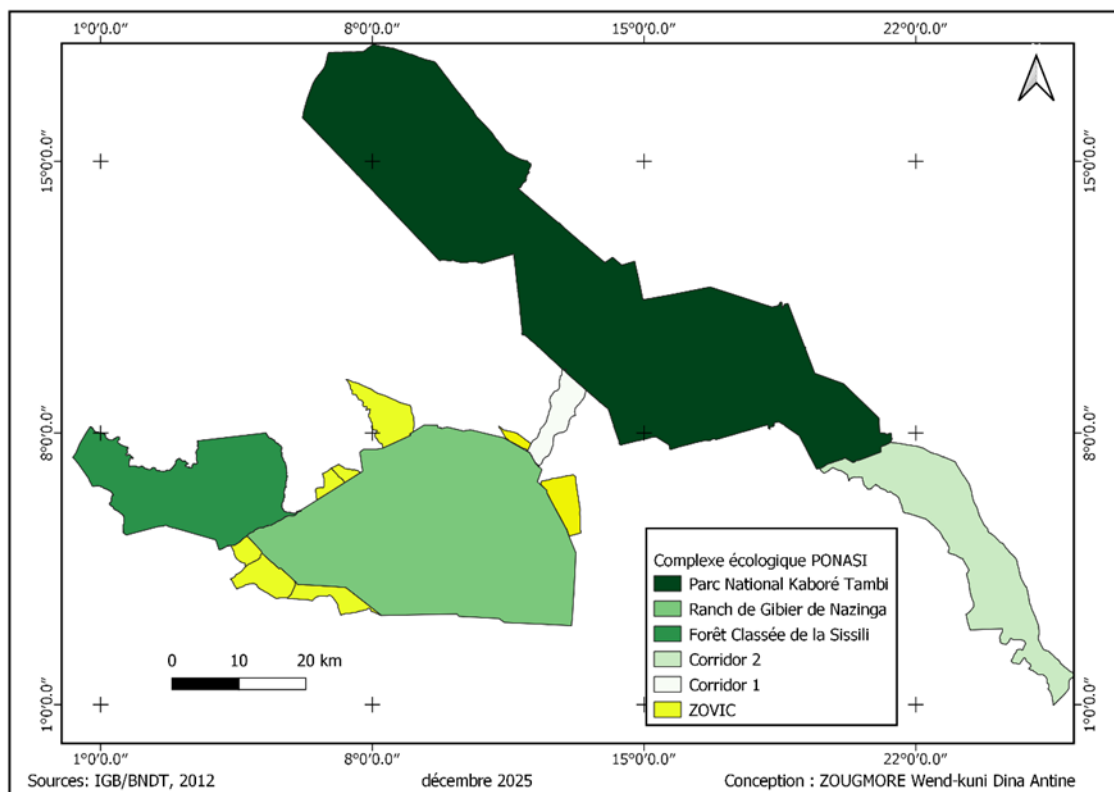 1°0'0.0" 8°0'0.0" 15°0'0.0" 22°0'0.0"
15°0'0.0" 15°0'0.0"
8°0'0.0" 8°0'0.0"
Complexe écologique PONASI
Parc National Kaboré Tambi
Ranch de Gibier de Nazinga
Forêt Classée de la Sissili
Corridor 2
Corridor 1
ZOVIC
0 10 20 km
1°0'0.0" 1°0'0.0"
1°0'0.0" 8°0'0.0" 15°0'0.0" 22°0'0.0"
Sources: IGB/BNDT, 2012 décembre 2025 Conception : ZOUGMORE Wend-kuni Dina Antine